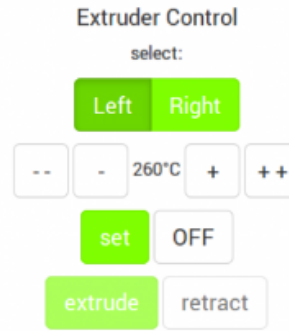 Extruder Control
select:
Left Right
-- - 260°C + ++
set OFF
extrude retract